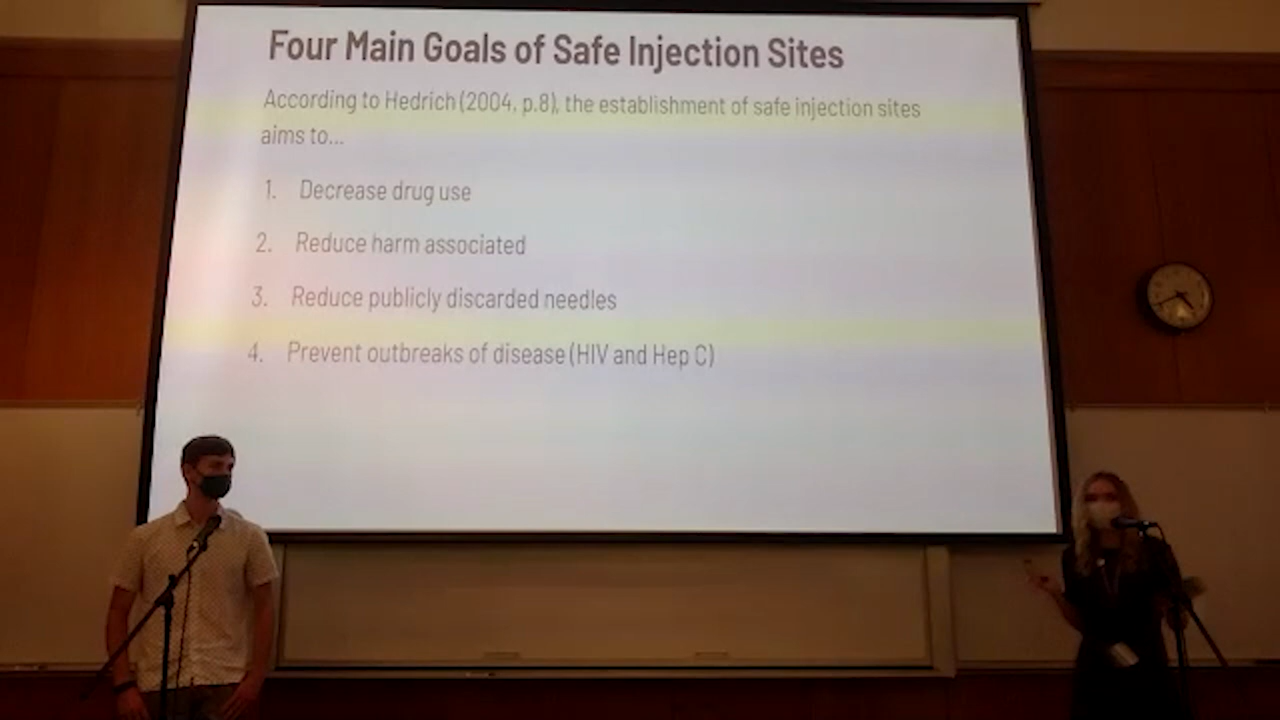 Four Main Goals of Safe Injection Sites
According to Hedrich (2004, p.8), the establishment of safe injection sites
aims to...
1. Decrease drug use
2. Reduce harm associated
3. Reduce publicly discarded needles
4. Prevent outbreaks of disease (HIV and Hep C)